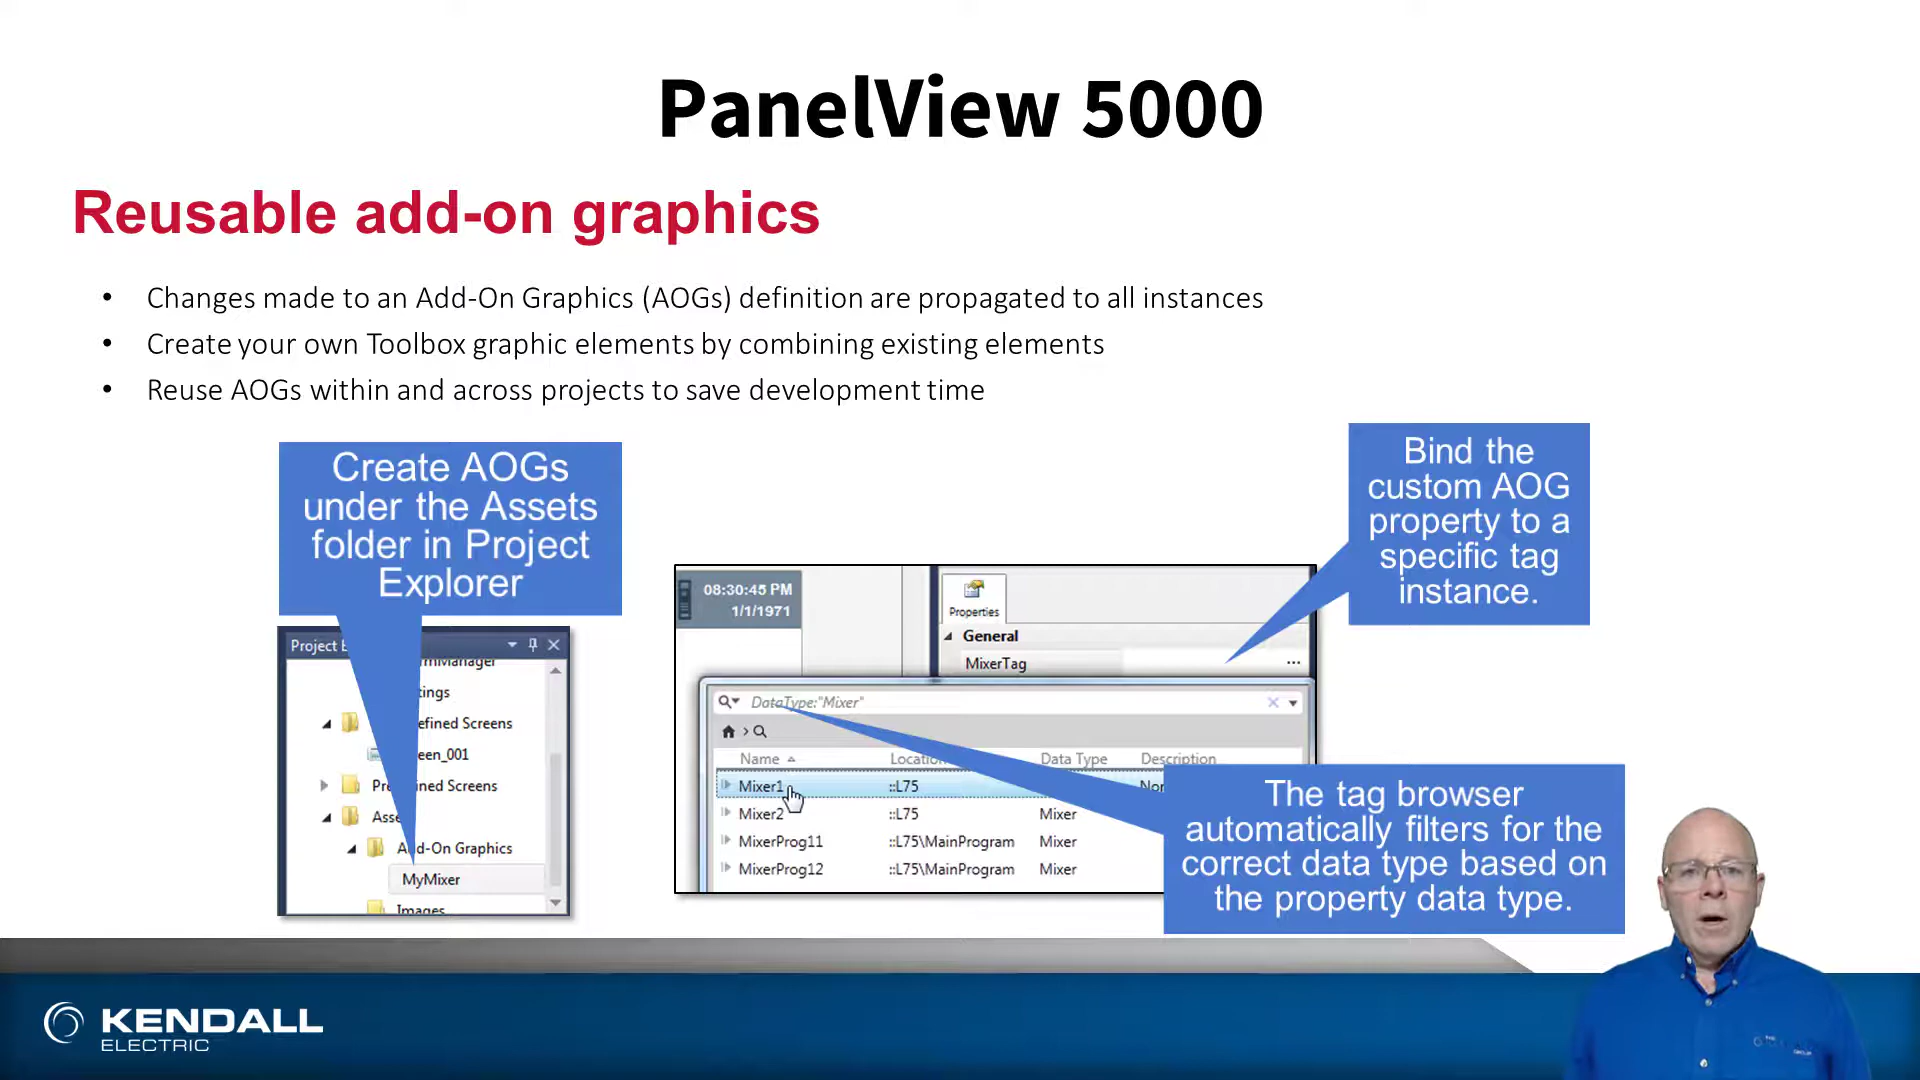 PanelView 5000
Reusable add-on graphics
• Changes made to an Add-On Graphics (AOGs) definition are propagated to all instances
• Create your own Toolbox graphic elements by combining existing elements
• Reuse AOGs within and across projects to save development time
Create AOGs
under the Assets
folder in Project
Explorer
Bind the
custom AOG
property to a
specific tag
instance.
Project E
efined Screens
een_001
Pre ined Screens
Asse
Add-On Graphics
MyMixer
Images
08:30:45 PM
1/1/1971
Properties
General
MixerTag ...
DataType:"Mixer"
Name Location Data Type Description
Mixer1 ::L75 Nor
Mixer2 ::L75 Mixer
MixerProg11 ::L75\MainProgram Mixer
MixerProg12 ::L75\MainProgram Mixer
The tag browser
automatically filters for the
correct data type based on
the property data type.
KENDALL
ELECTRIC